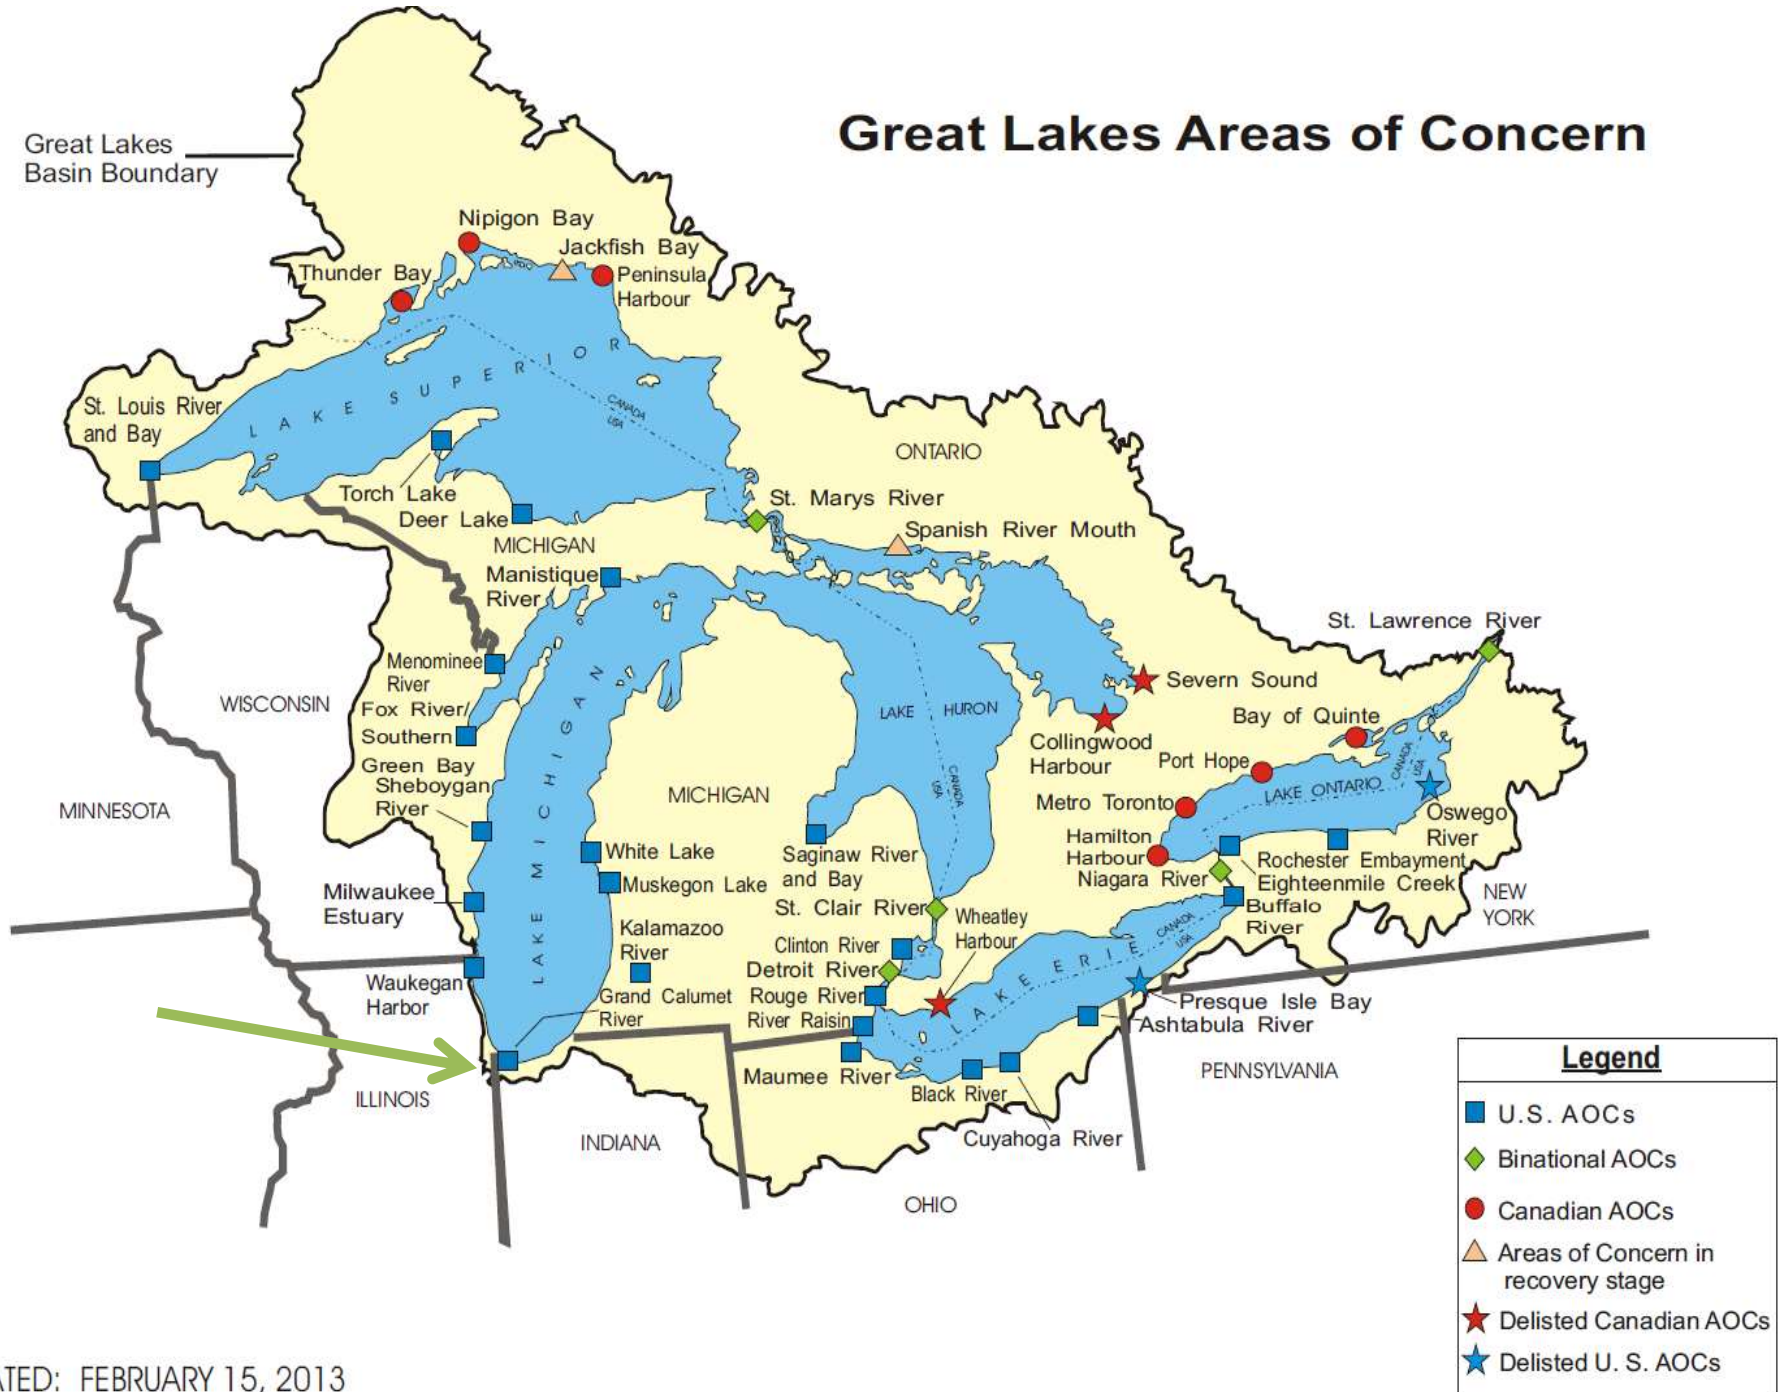 Great Lakes Areas of Concern
Great Lakes
Basin Boundary
Nipigon Bay
Jackfish Bay
Thunder Bay
Peninsula
Harbour
LAKE SUPERIOR
CANADA
USA
St. Louis River
and Bay
ONTARIO
Torch Lake
Deer Lake
St. Marys River
Spanish River Mouth
MICHIGAN
Manistique
River
St. Lawrence River
Menominee
River
Severn Sound
WISCONSIN
Fox River/
Southern
Green Bay
LAKE MICHIGAN
LAKE HURON
CANADA
USA
Bay of Quinte
Collingwood
Harbour
Port Hope
CANADA
USA
Sheboygan
River
MICHIGAN
LAKE ONTARIO
Metro Toronto
MINNESOTA
Oswego
River
Hamilton
Harbour
White Lake
Saginaw River
and Bay
Rochester Embayment
Muskegon Lake
Niagara River
Eighteenmile Creek
NEW
YORK
Milwaukee
Estuary
St. Clair River
Wheatley
Harbour
Buffalo
River
CANADA
USA
Kalamazoo
River
Clinton River
LAKE ERIE
Detroit River
Waukegan
Harbor
Grand Calumet
River
Rouge River
River Raisin
Presque Isle Bay
Ashtabula River
Maumee River
PENNSYLVANIA
ILLINOIS
Black River
INDIANA
Cuyahoga River
OHIO
Legend
U.S. AOCs
Binational AOCs
Canadian AOCs
Areas of Concern in
recovery stage
Delisted Canadian AOCs
Delisted U. S. AOCs
ATED: FEBRUARY 15, 2013